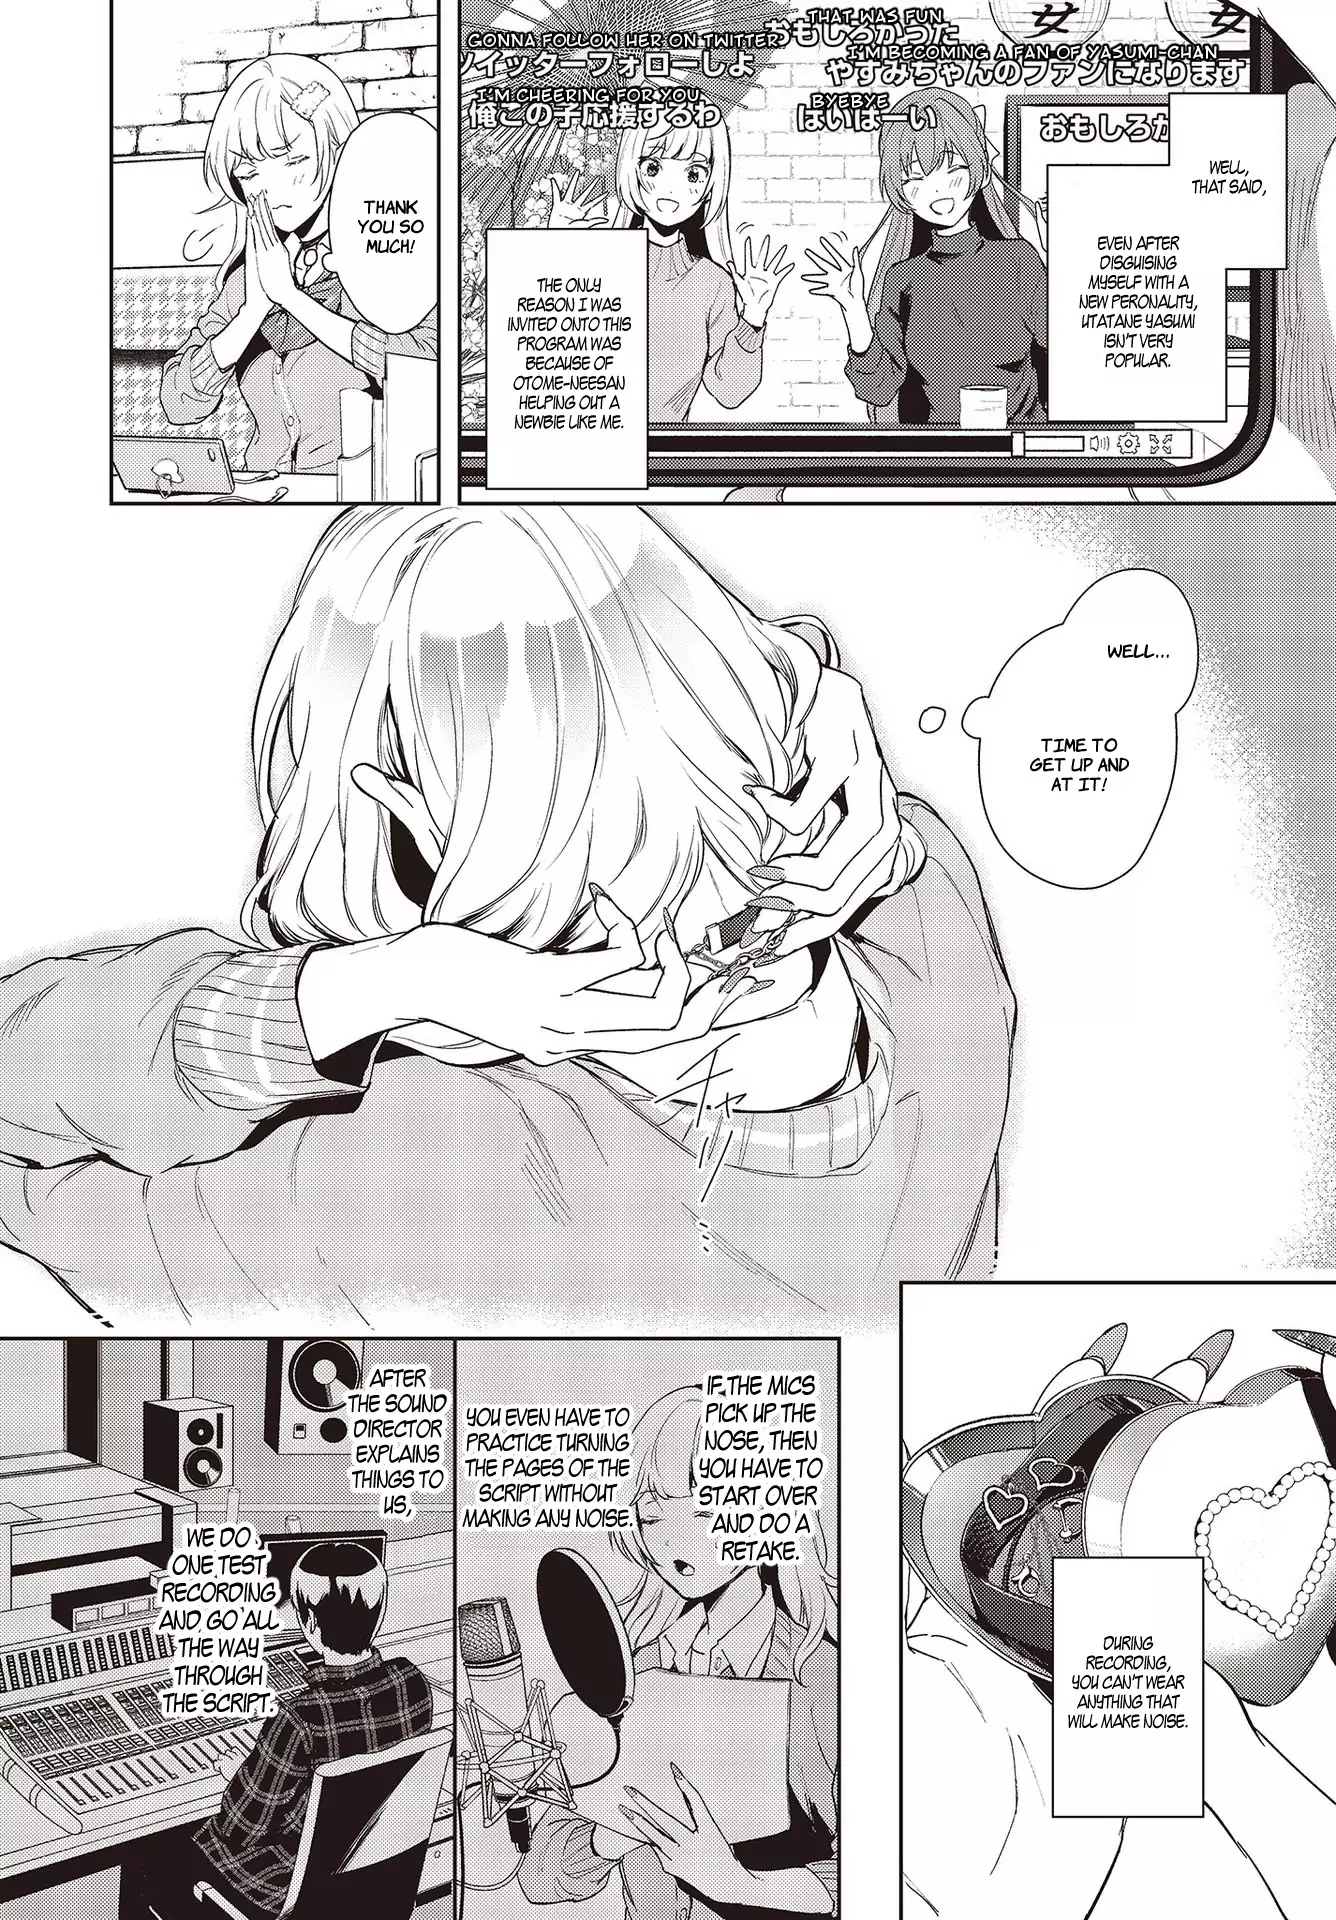 THAT WAS FUN
おもしろかった
GONNA FOLLOW HER ON TWITTER
ツイッターフォローしよ
I'M BECOMING A FAN OF YASUMI-CHAN
やすみちゃんのファンになります
I'M CHEERING FOR YOU
俺この子応援するわ
BYEBYE
ばいばーい
おもしろか
女
WELL,
THAT SAID,
EVEN AFTER
DISGUISING
MYSELF WITH A
NEW PERONALITY,
UTATANE YASUMI
ISN'T VERY
POPULAR.
THE ONLY
REASON I WAS
INVITED ONTO THIS
PROGRAM WAS
BECAUSE OF
OTOME-NEESAN
HELPING OUT A
NEWBIE LIKE ME.
THANK
YOU SO
MUCH!
WELL...
TIME TO
GET UP AND
AT IT!
チャ
DURING
RECORDING,
YOU CAN'T WEAR
ANYTHING THAT
WILL MAKE NOISE.
IF THE MICS
PICK UP THE
NOSE, THEN
YOU HAVE TO
START OVER
AND DO A
RETAKE.
YOU EVEN HAVE TO
PRACTICE TURNING
THE PAGES OF THE
SCRIPT WITHOUT
MAKING ANY NOISE.
AFTER
THE SOUND
DIRECTOR
EXPLAINS
THINGS TO
US,
WE DO
ONE TEST
RECORDING
AND GO ALL
THE WAY
THROUGH
THE SCRIPT.